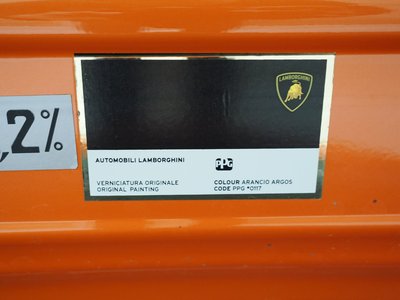 LAMBORGHINI
,2%
AUTOMOBILI LAMBORGHINI
PPG
VERNICIATURA ORIGINALE
ORIGINAL PAINTING
COLOUR ARANCIO ARGOS
CODE PPG *0117